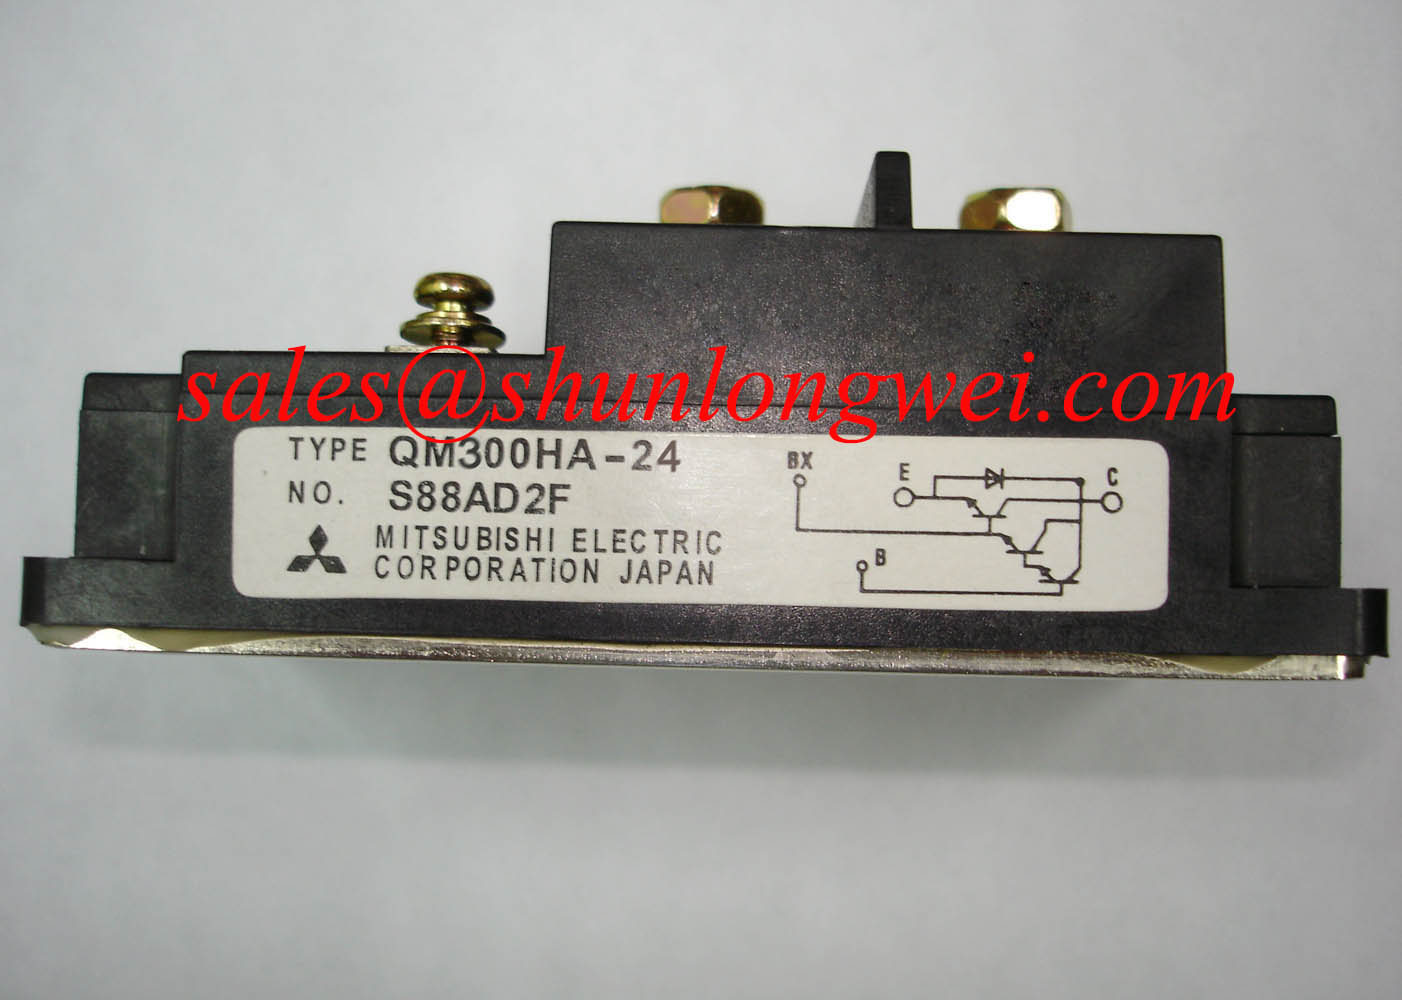 sales@shunlongwei.com
TYPE QM300HA-24
NO. S88AD2F
MITSUBISHI ELECTRIC
CORPORATION JAPAN
BX
E
C
B